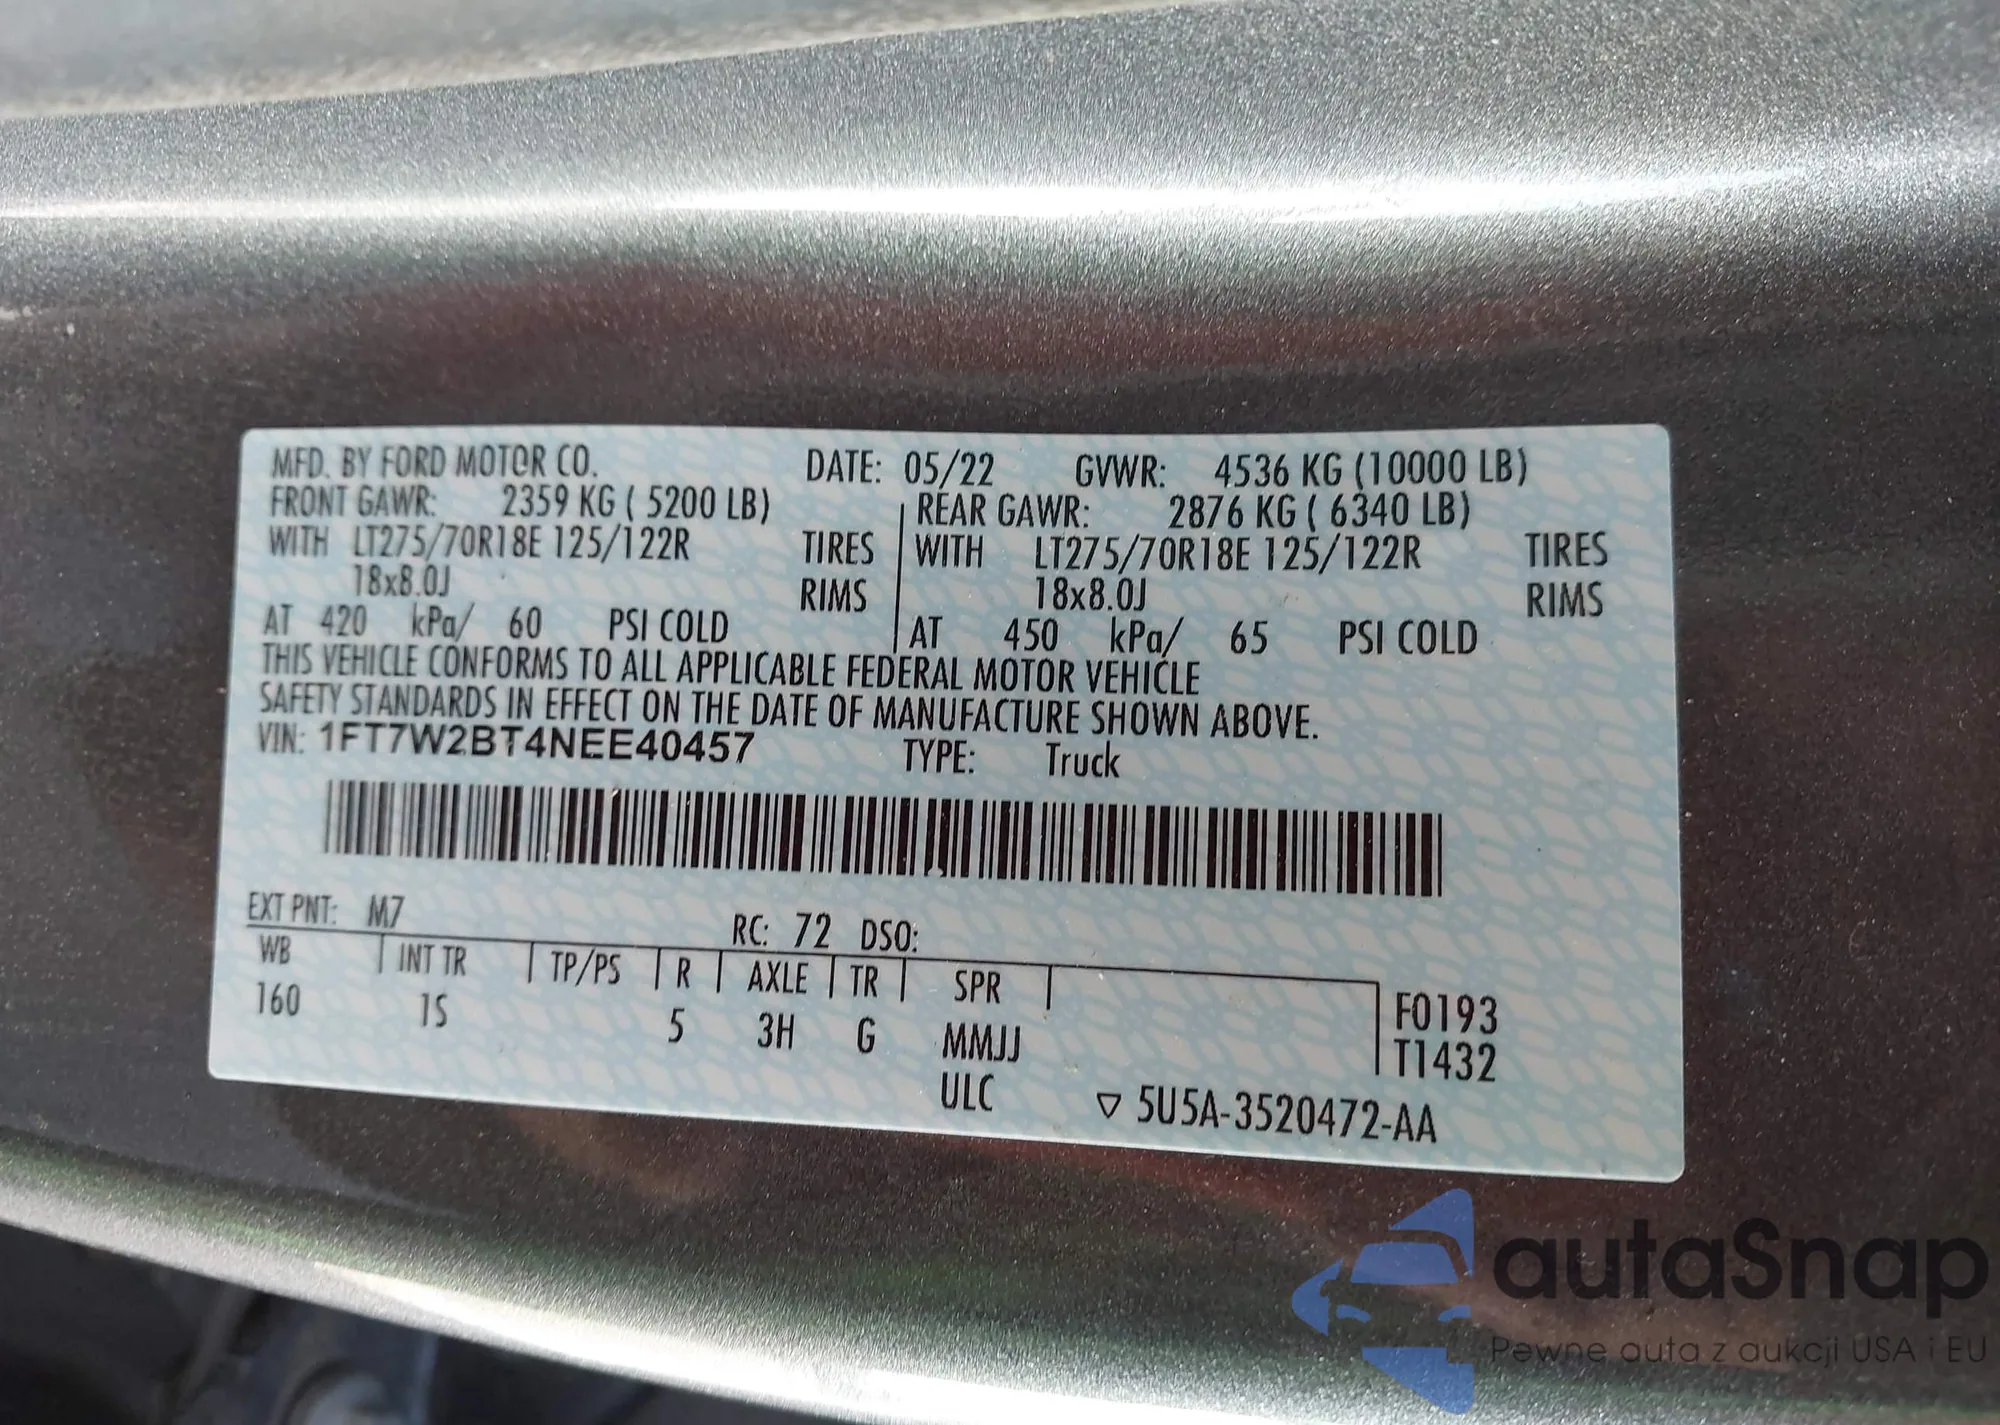 MFD. BY FORD MOTOR CO. DATE: 05/22 GVWR: 4536 KG (10000 LB)
FRONT GAWR: 2359 KG ( 5200 LB) REAR GAWR: 2876 KG ( 6340 LB)
WITH LT275/70R18E 125/122R TIRES WITH LT275/70R18E 125/122R TIRES
18x8.0J RIMS 18x8.0J RIMS
AT 420 kPa/ 60 PSI COLD AT 450 kPa/ 65 PSI COLD
THIS VEHICLE CONFORMS TO ALL APPLICABLE FEDERAL MOTOR VEHICLE
SAFETY STANDARDS IN EFFECT ON THE DATE OF MANUFACTURE SHOWN ABOVE.
VIN: 1FT7W2BT4NEE40457 TYPE: Truck
EXT PNT: M7 RC: 72 DSO:
WB INT TR TP/PS R AXLE TR SPR
160 1S 5 3H G MMJJ F0193
T1432
ULC ▽ 5U5A-3520472-AA
autaSnap
Pewne auta z aukcji USA i EU